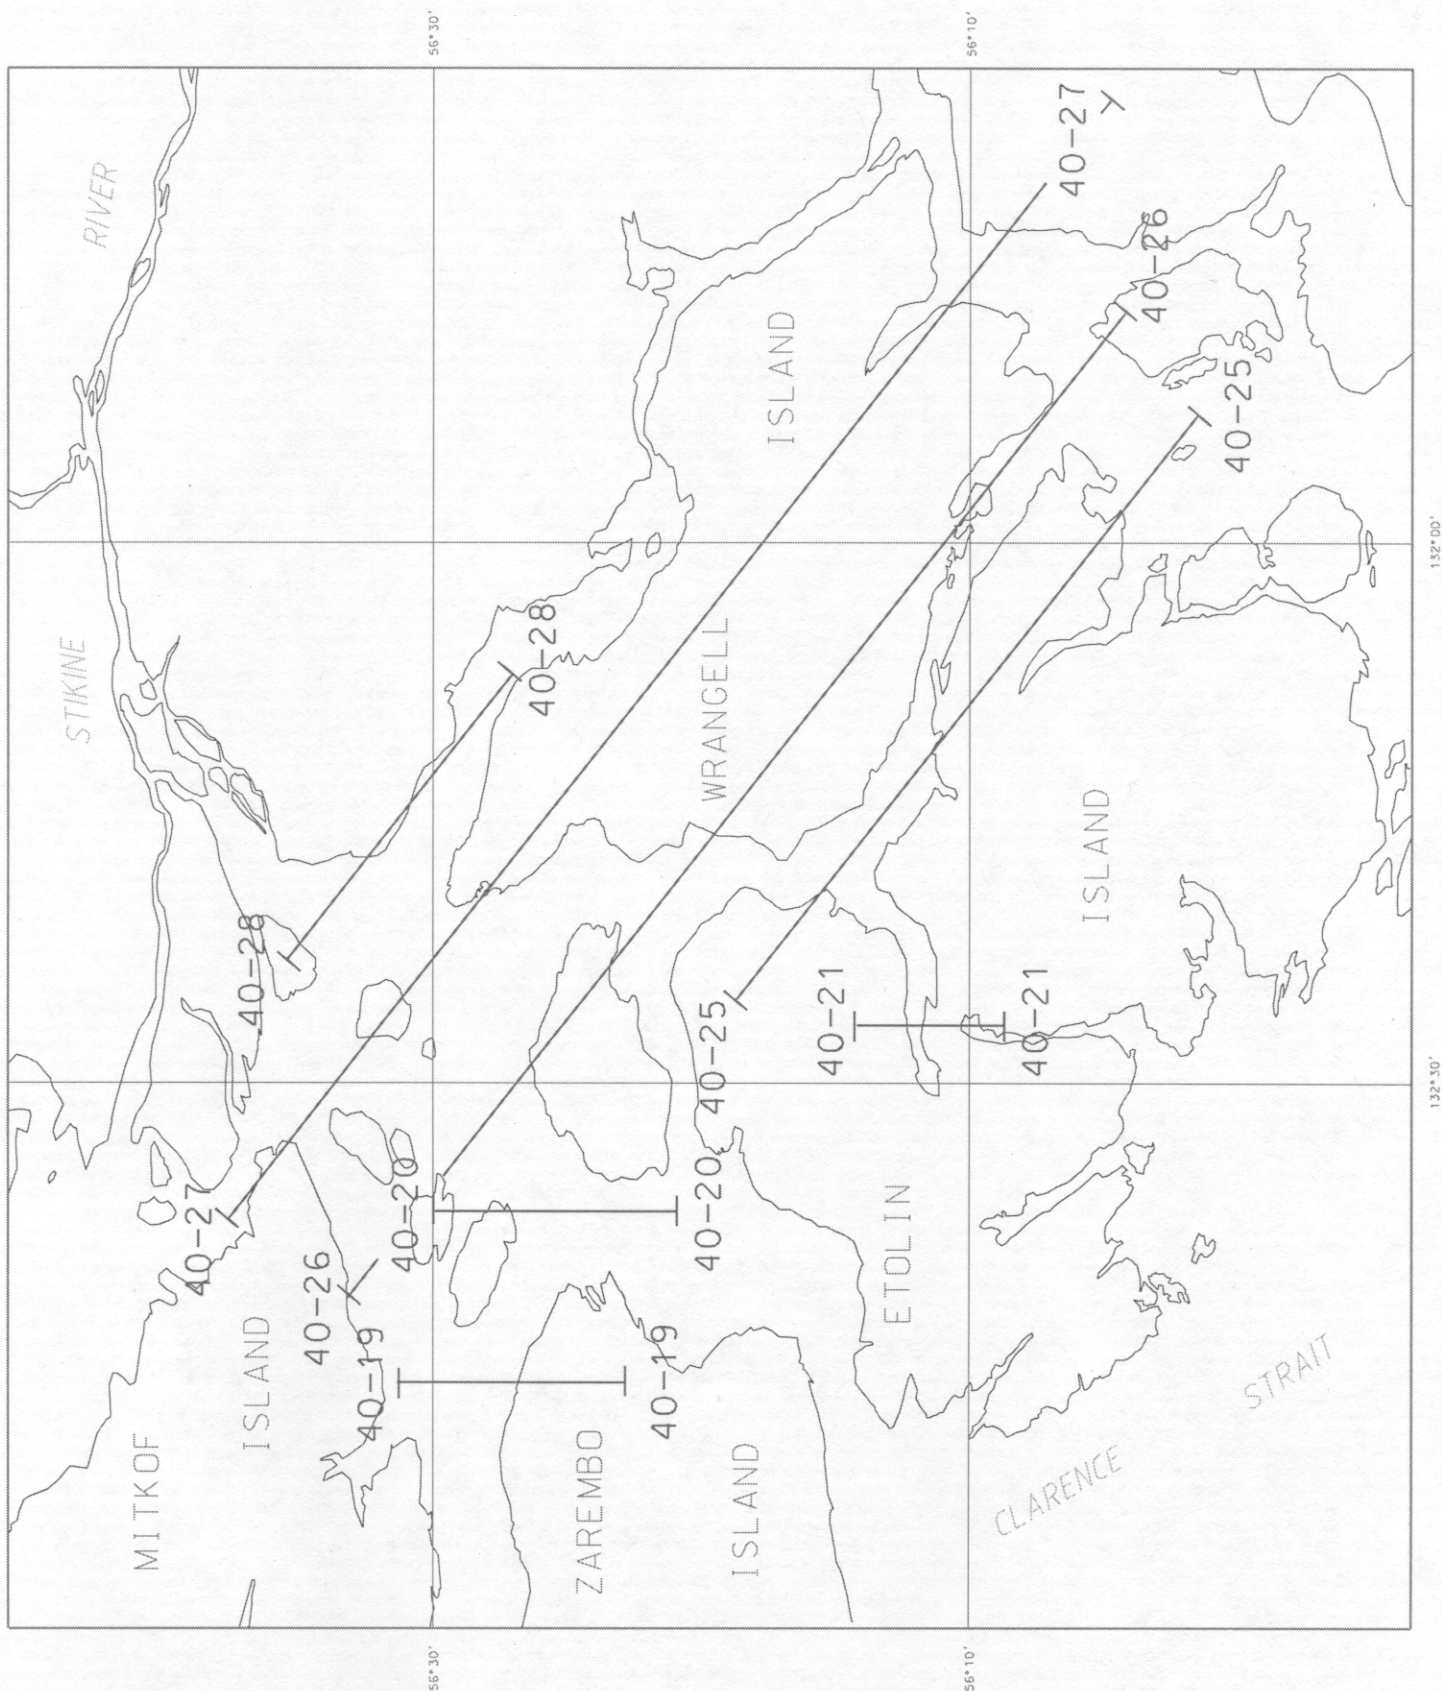 56°30'
56°10'
RIVER
40-27
40-26
ISLAND
40-25
132°00'
STIKINE
40-28
WRANGELL
ISLAND
40-28
40-21
40-21
40-25
132°30'
40-27
40-20
40-20
ETOLIN
40-26
ISLAND
40-19
40-19
STRAIT
MITKOF
ZAREMBO
ISLAND
CLARENCE
56°30'
56°10'